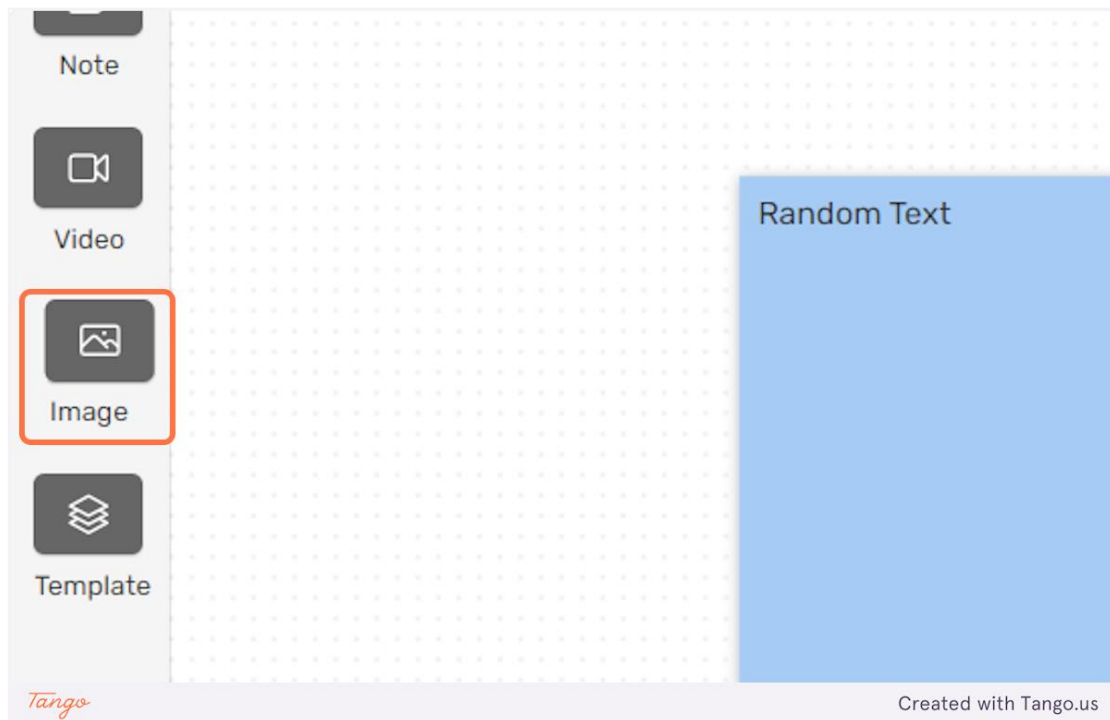 Note
Video
Random Text
Image
Template
Tango
Created with Tango.us